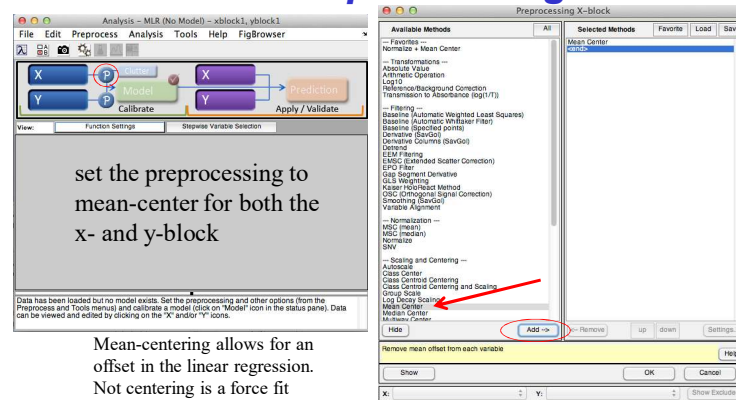 Analysis - MLR (No Model) - xblock1, yblock1
File Edit Preprocess Analysis Tools Help FigBrowser
X
P
Clutter
Model
Y
P
Calibrate
X
Y
Prediction
Apply / Validate
View:
Function Settings
Stepwise Variable Selection
set the preprocessing to
mean-center for both the
x- and y-block
Data has been loaded but no model exists. Set the preprocessing and other options (from the
Preprocess and Tools menus) and calibrate a model (click on "Model" icon in the status pane). Data
can be viewed and edited by clicking on the "X" and/or "Y" icons.
Mean-centering allows for an
offset in the linear regression.
Not centering is a force fit
Preprocessing X-block
Available Methods
All
--- Favorites ---
Normalize + Mean Center
--- Transformations ---
Absolute Value
Arithmetic Operation
Log10
Reference/Background Correction
Transmission to Absorbance (log(1/T))
--- Filtering ---
Baseline (Automatic Weighted Least Squares)
Baseline (Automatic Whittaker Filter)
Baseline (Specified points)
Derivative (SavGol)
Derivative Columns (SavGol)
Detrend
EEM Filtering
EMSC (Extended Scatter Correction)
EPO Filter
Gap Segment Derivative
GLS Weighting
Kaiser HoloReact Method
OSC (Orthogonal Signal Correction)
Smoothing (SavGol)
Variable Alignment
--- Normalization ---
MSC (mean)
MSC (median)
Normalize
SNV
--- Scaling and Centering ---
Autoscale
Class Center
Class Centroid Centering
Class Centroid Centering and Scaling
Group Scale
Log Decay Scaling
Mean Center
Median Center
Multiway Center
Selected Methods
Favorite
Load
Sav
Mean Center
<end>
Hide
Add -->
<-- Remove
up
down
Settings..
Remove mean offset from each variable
Help
Show
OK
Cancel
X:
Y:
Show Exclude